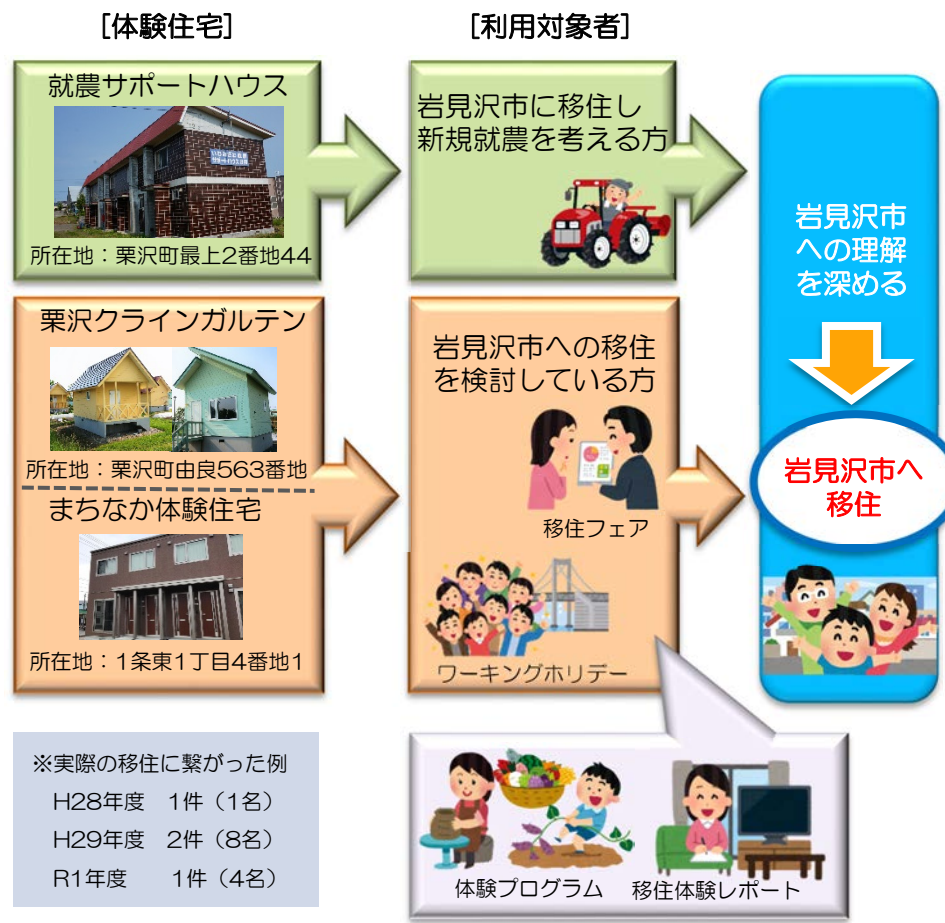 [体験住宅]
[利用対象者]
就農サポートハウス
所在地：栗沢町最上2番地44
岩見沢市に移住し
新規就農を考える方
栗沢クラインガルテン
所在地：栗沢町由良563番地
まちなか体験住宅
所在地：1条東1丁目4番地1
岩見沢市への移住
を検討している方
移住フェア
ワーキングホリデー
岩見沢市
への理解
を深める
岩見沢市へ
移住
※実際の移住に繋がった例
H28年度 1件（1名）
H29年度 2件（8名）
R1年度 1件（4名）
体験プログラム
移住体験レポート